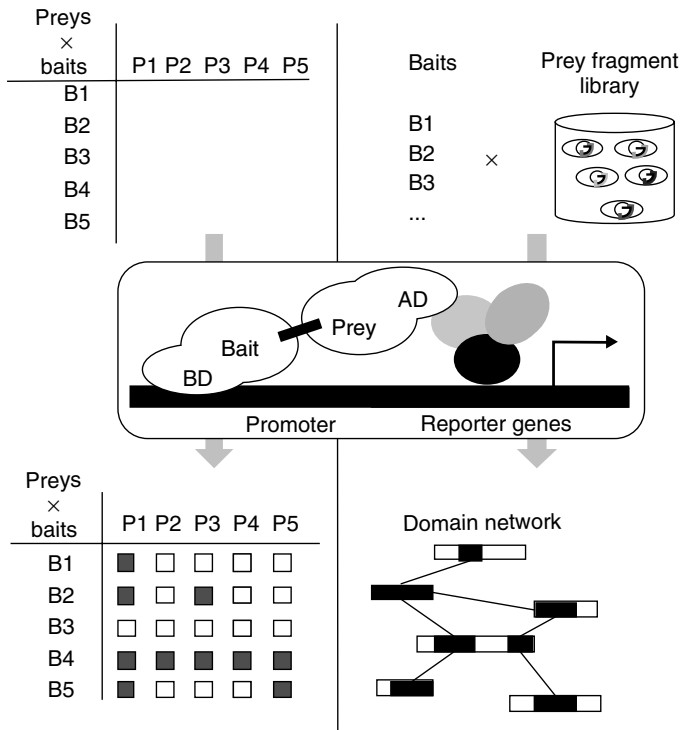 Preys
×
baits P1 P2 P3 P4 P5
B1
B2
B3
B4
B5
Baits
B1
B2
B3
...
×
Prey fragment
library
AD
Prey
Bait
BD
Promoter
Reporter genes
Preys
×
baits P1 P2 P3 P4 P5
B1
B2
B3
B4
B5
Domain network